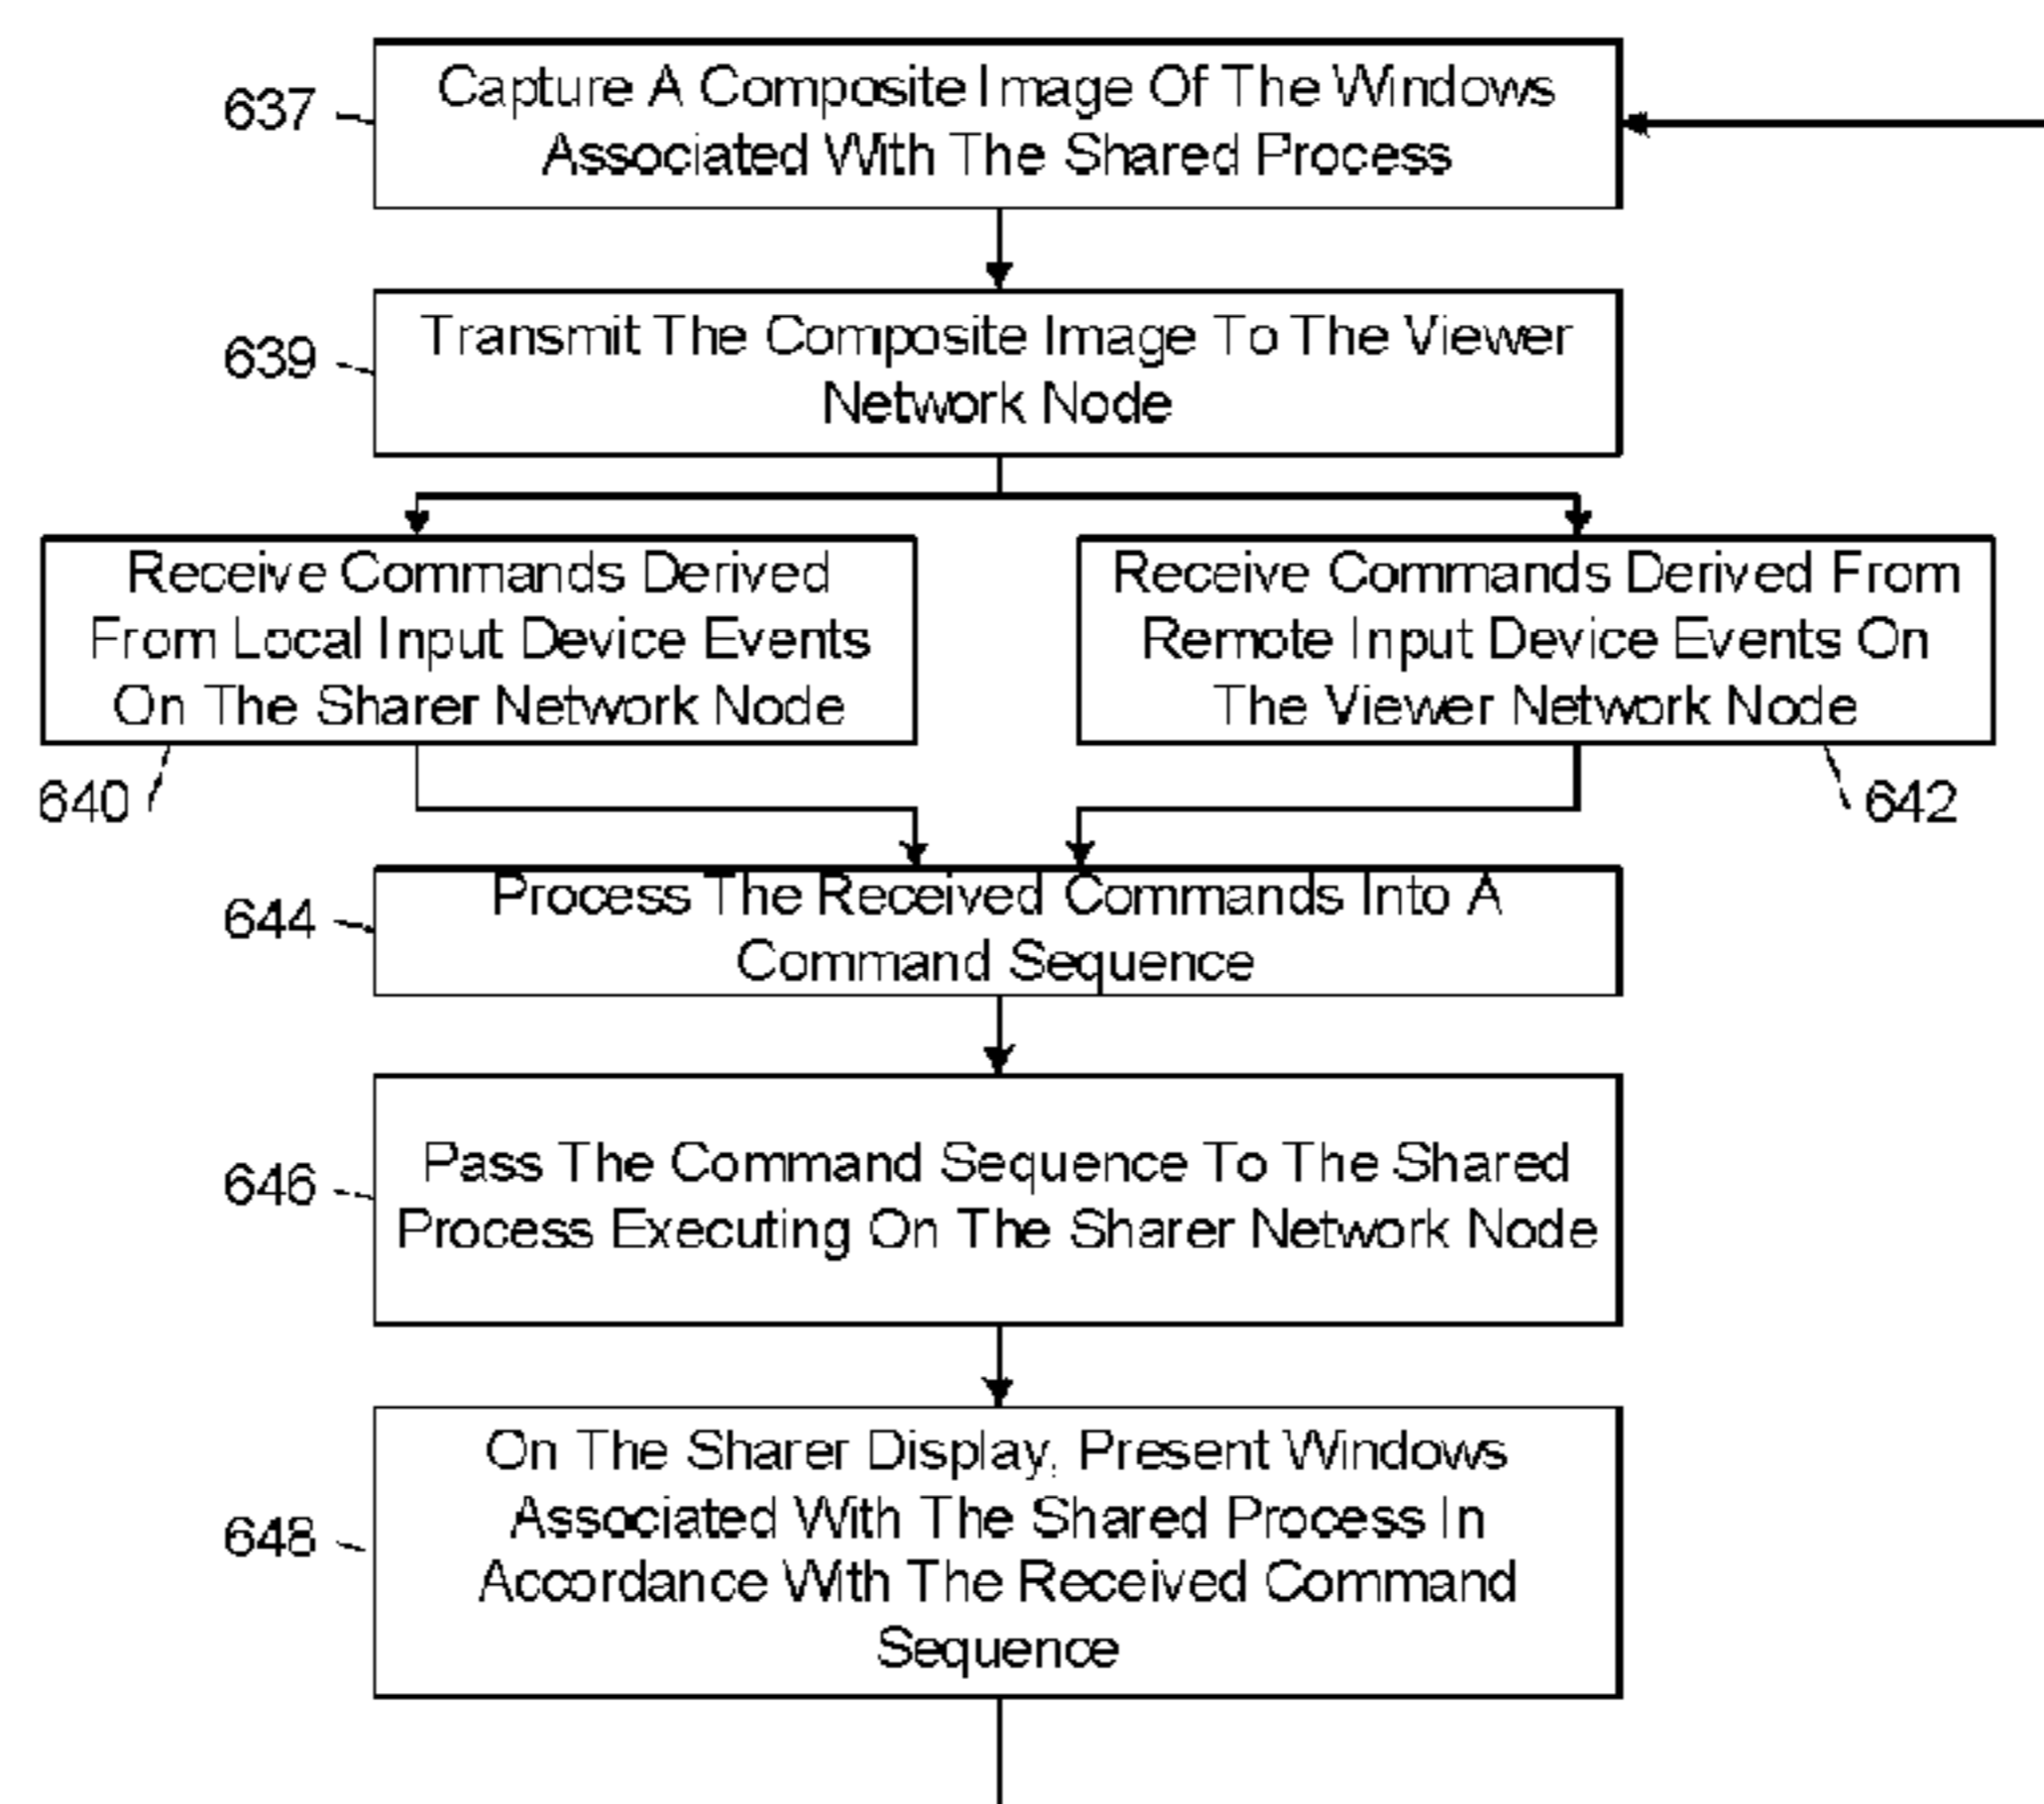 637
Capture A Composite Image Of The Windows
Associated With The Shared Process
639
Transmit The Composite Image To The Viewer
Network Node
Receive Commands Derived
From Local Input Device Events
On The Sharer Network Node
640
Receive Commands Derived From
Remote Input Device Events On
The Viewer Network Node
642
644
Process The Received Commands Into A
Command Sequence
646
Pass The Command Sequence To The Shared
Process Executing On The Sharer Network Node
648
On The Sharer Display, Present Windows
Associated With The Shared Process In
Accordance With The Received Command
Sequence